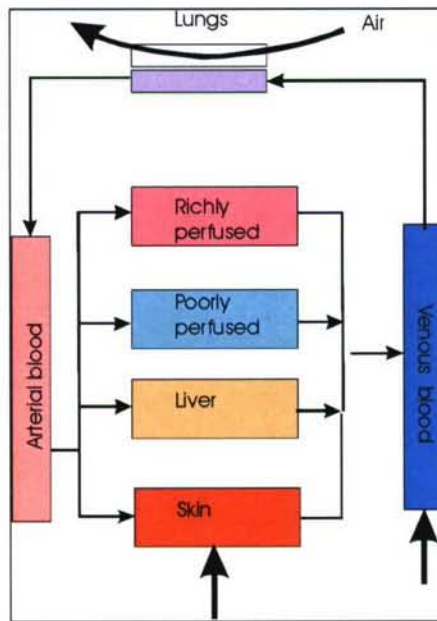 Lungs
Air
Richly
perfused
Poorly
perfused
Liver
Skin
Arterial blood
Venous blood